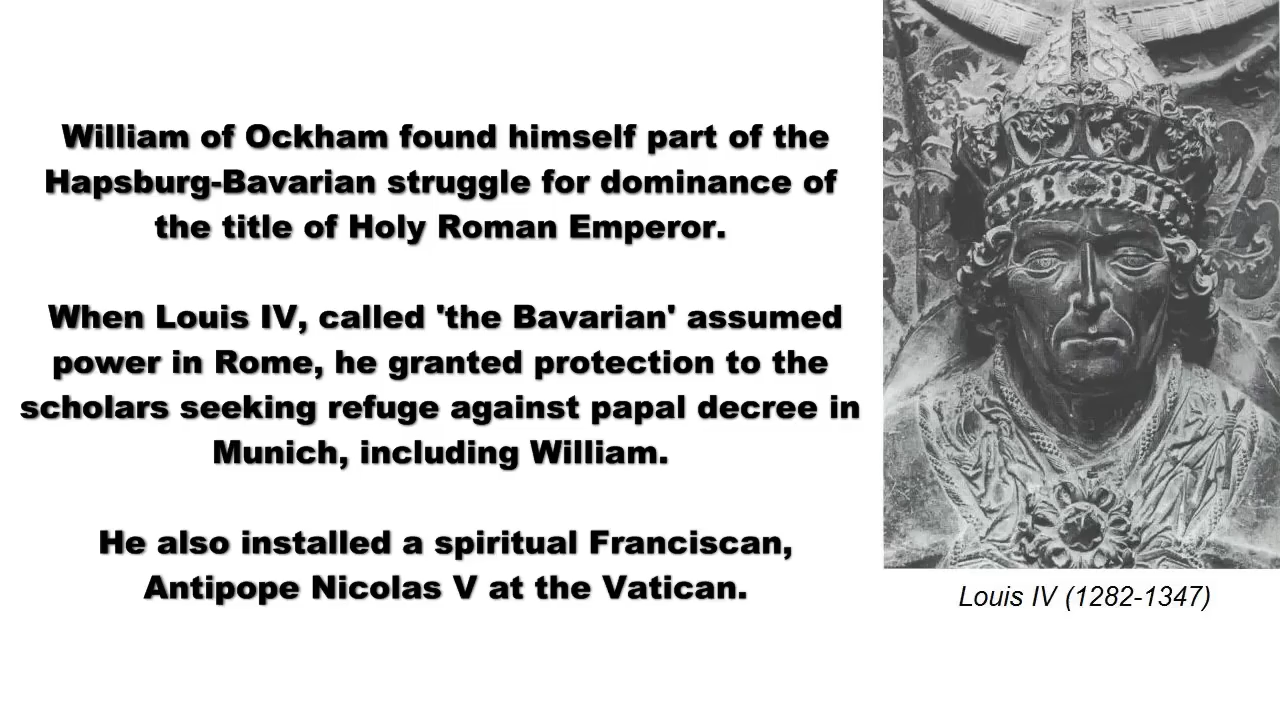 William of Ockham found himself part of the
Hapsburg-Bavarian struggle for dominance of
the title of Holy Roman Emperor.
When Louis IV, called 'the Bavarian' assumed
power in Rome, he granted protection to the
scholars seeking refuge against papal decree in
Munich, including William.
He also installed a spiritual Franciscan,
Antipope Nicolas V at the Vatican.
Louis IV (1282-1347)